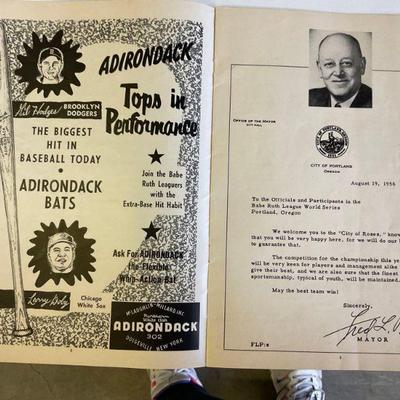 ADIRONDACK
Tops in
Performance
Gil Hodges BROOKLYN
DODGERS
THE BIGGEST
HIT IN
BASEBALL TODAY
ADIRONDACK
BATS
Join the Babe
Ruth Leaguers
with the
Extra-Base Hit Habit
Ask For ADIRONDACK
the Flexible
Whip-Action Bat
Larry Doby Chicago
White Sox
McLAUGHLIN-MILLARD, INC.
ADIRONDACK
302
DOLGEVILLE, NEW YORK
OFFICE OF THE MAYOR
CITY HALL
CITY OF PORTLAND
OREGON
August 19, 1956
To the Officials and Participants in the
Babe Ruth League World Series
Portland, Oregon
We welcome you to the "City of Roses," know
that you will be very happy here, for we will do our
to guarantee that.
The competition for the championship this ye
will be very keen for players and management alike
give their best, and we are also sure that the finest
sportsmanship, typical of youth, will be maintained.
May the best team win!
Sincerely,
Fred L.
MAYOR
FLP:s